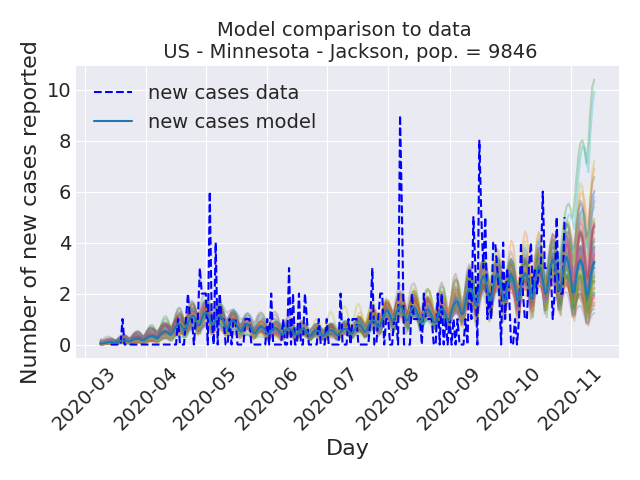 Model comparison to data
US - Minnesota - Jackson, pop. = 9846
Number of new cases reported
10
8
6
4
2
0
new cases data
new cases model
2020-03
2020-04
2020-05
2020-06
2020-07
2020-08
2020-09
2020-10
2020-11
Day